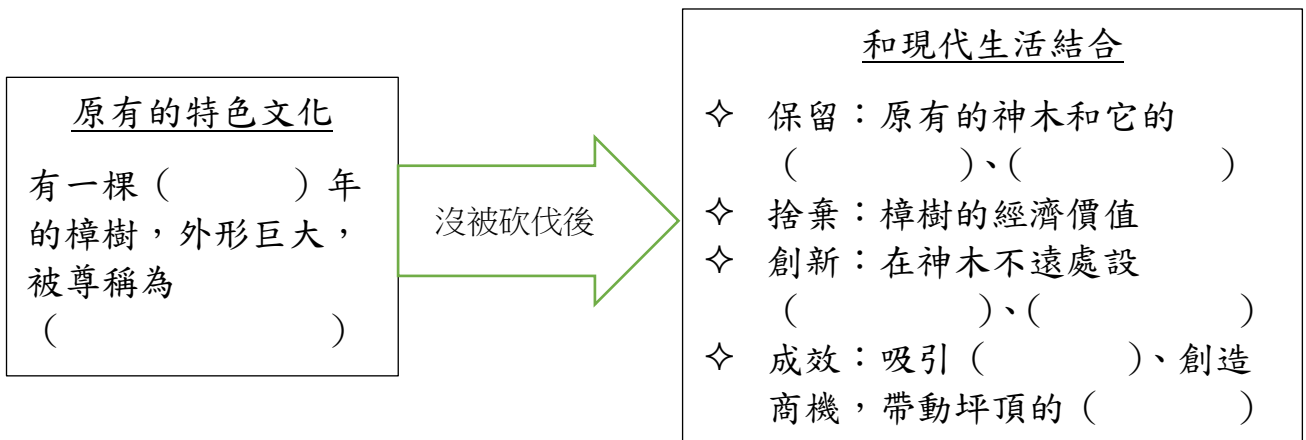 原有的特色文化
有一棵（　　　　）年
的樟樹，外形巨大，
被尊稱為
（　　　　　　　　）
沒被砍伐後
和現代生活結合
✧ 保留：原有的神木和它的
（　　　　　）、（　　　　　　）
✧ 捨棄：樟樹的經濟價值
✧ 創新：在神木不遠處設
（　　　　　）、（　　　　　　）
✧ 成效：吸引（　　　　）、創造
商機，帶動坪頂的（　　　　）